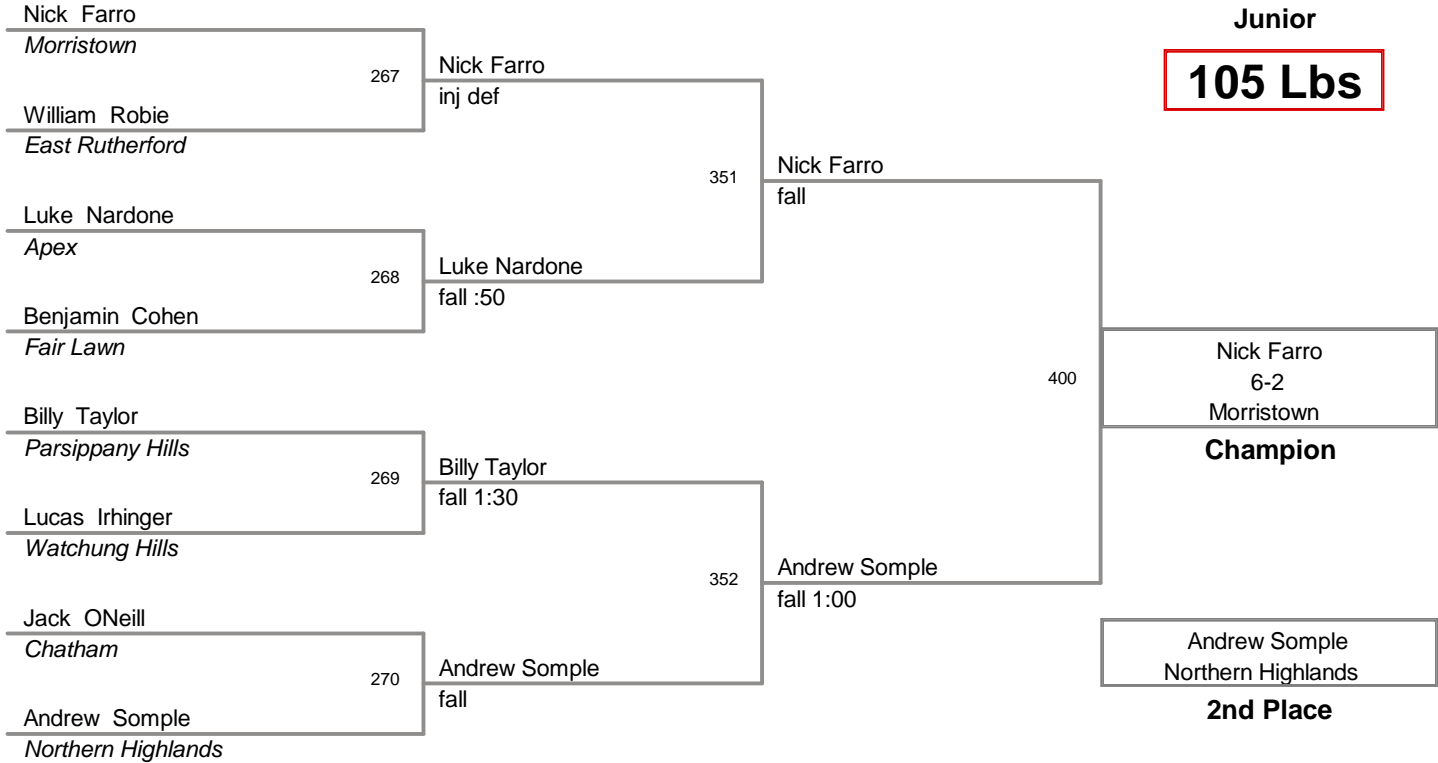 Nick Farro
Morristown
267
William Robie
East Rutherford
Luke Nardone
Apex
268
Benjamin Cohen
Fair Lawn
Billy Taylor
Parsippany Hills
269
Lucas Irhinger
Watchung Hills
Jack ONeill
Chatham
270
Andrew Somple
Northern Highlands
Nick Farro
inj def
351
Luke Nardone
fall :50
Billy Taylor
fall 1:30
352
Andrew Somple
fall
Nick Farro
fall
400
Andrew Somple
fall 1:00
Junior
105 Lbs
Nick Farro
6-2
Morristown
Champion
Andrew Somple
Northern Highlands
2nd Place